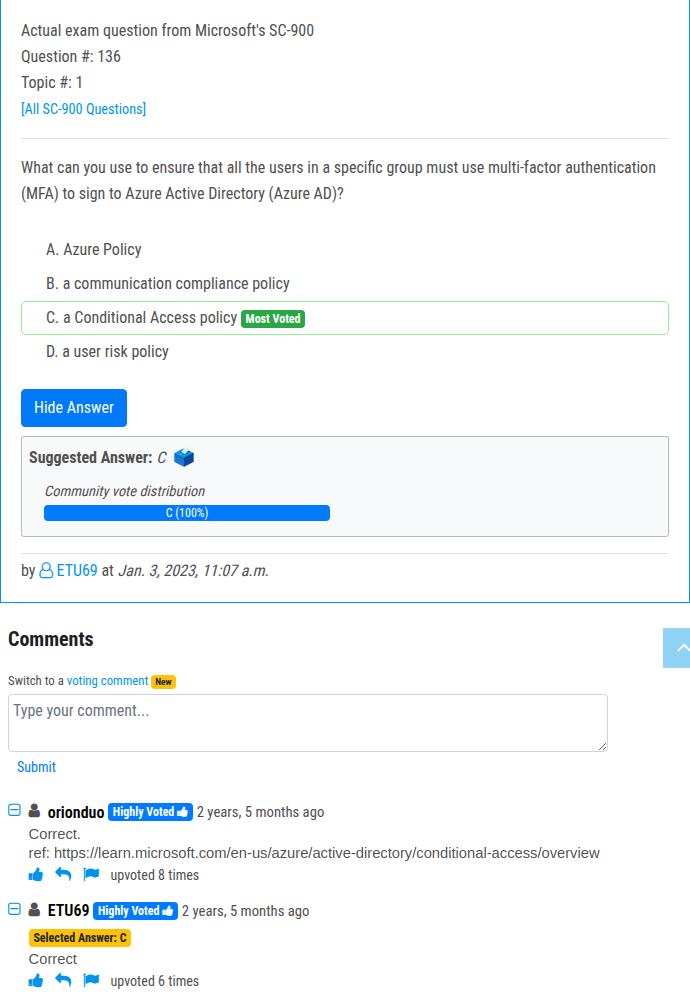 Actual exam question from Microsoft's SC-900
Question #: 136
Topic #: 1
[All SC-900 Questions]
What can you use to ensure that all the users in a specific group must use multi-factor authentication
(MFA) to sign to Azure Active Directory (Azure AD)?
A. Azure Policy
B. a communication compliance policy
C. a Conditional Access policy Most Voted
D. a user risk policy
Hide Answer
Suggested Answer: C
Community vote distribution
C (100%)
by ETU69 at Jan. 3, 2023, 11:07 a.m.
Comments
Switch to a voting comment New
Type your comment...
Submit
orionduo Highly Voted 2 years, 5 months ago
Correct.
ref: https://learn.microsoft.com/en-us/azure/active-directory/conditional-access/overview
upvoted 8 times
ETU69 Highly Voted 2 years, 5 months ago
Selected Answer: C
Correct
upvoted 6 times